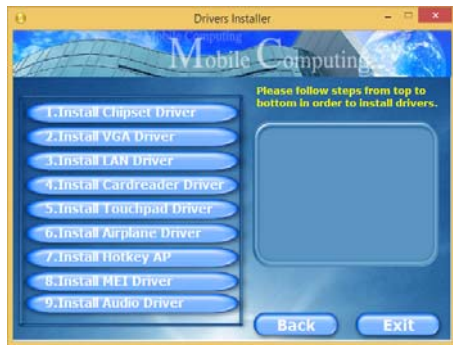 Drivers Installer
Mobile Computing
Mobile Computing
Please follow steps from top to
bottom in order to install drivers.
1.Install Chipset Driver
2.Install VGA Driver
3.Install LAN Driver
4.Install Cardreader Driver
5.Install Touchpad Driver
6.Install Airplane Driver
7.Install Hotkey AP
8.Install MEI Driver
9.Install Audio Driver
Back
Exit